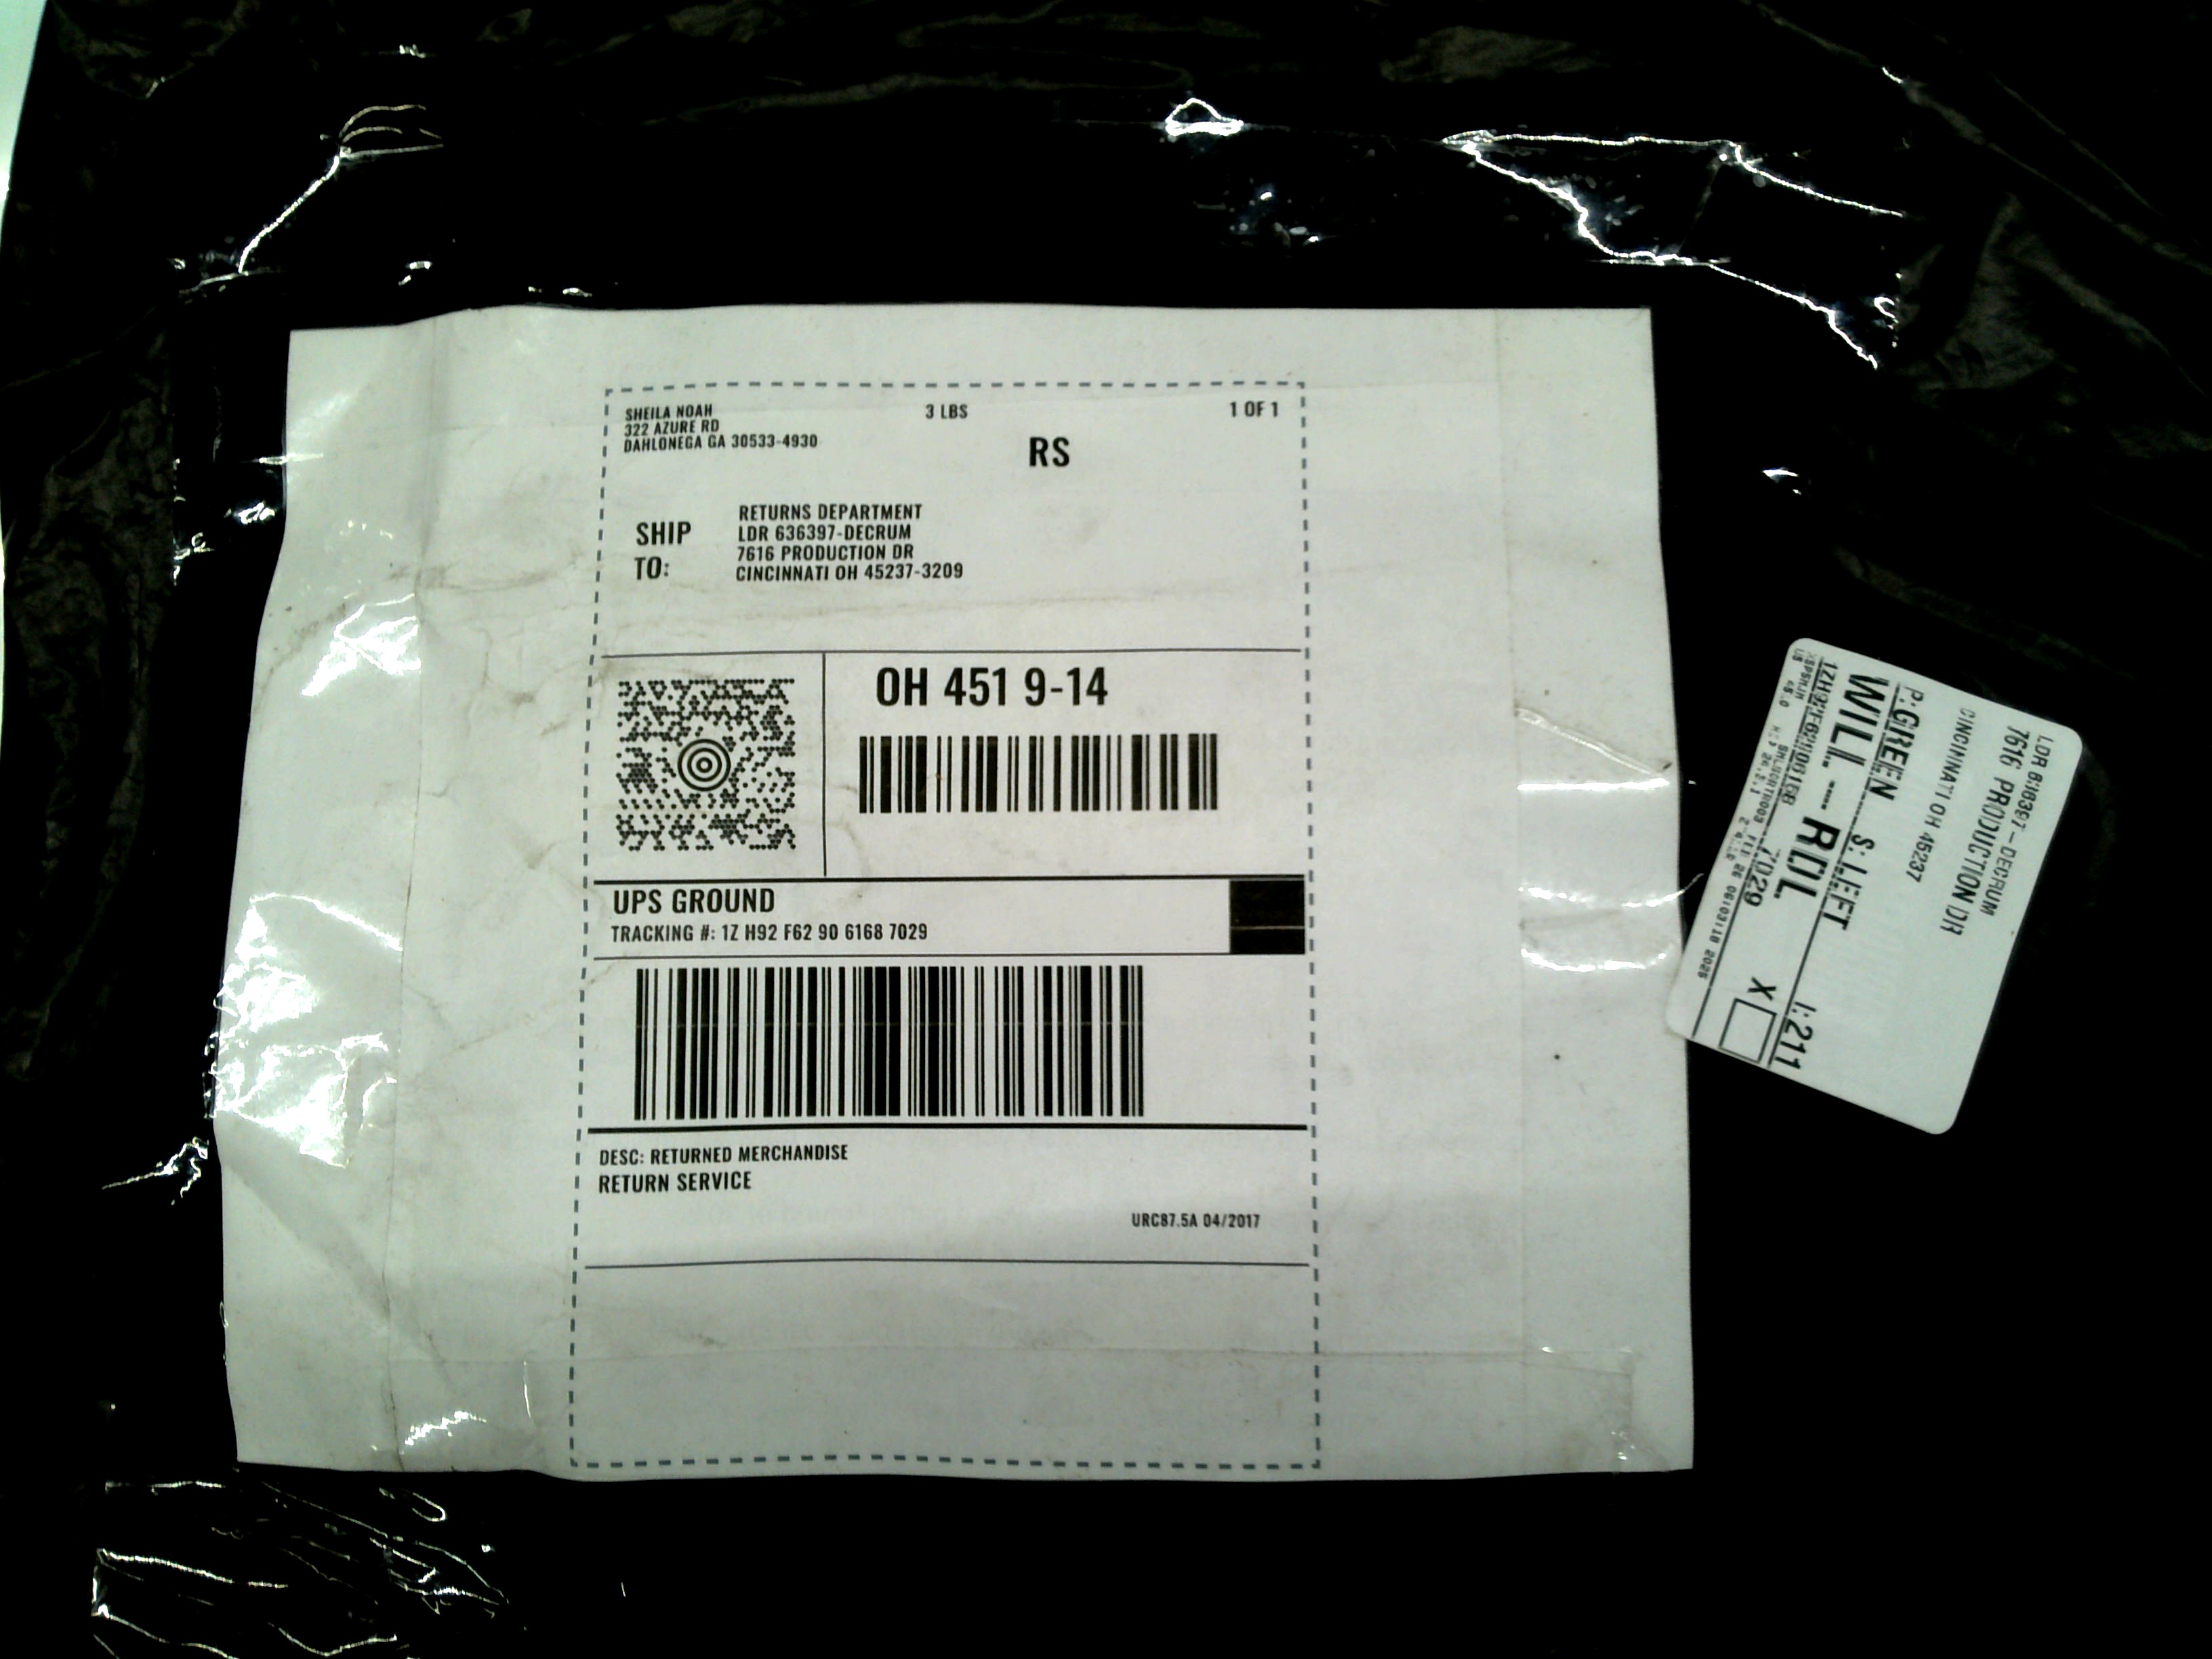 SHEILA NOAH
322 AZURE RD
DAHLONEGA GA 30533-4930
3 LBS
1 OF 1
RS
SHIP TO:
RETURNS DEPARTMENT
LDR 636397-DECRUM
7616 PRODUCTION DR
CINCINNATI OH 45237-3209
OH 451 9-14
UPS GROUND
TRACKING #: 1Z H92 F62 90 6168 7029
DESC: RETURNED MERCHANDISE
RETURN SERVICE
URC87.5A 04/2017
7616 PRODUCTION DR
CINCINNATI OH 45237
P: GREEN S: LEFT I: 211
WILL -- RDL X
7029